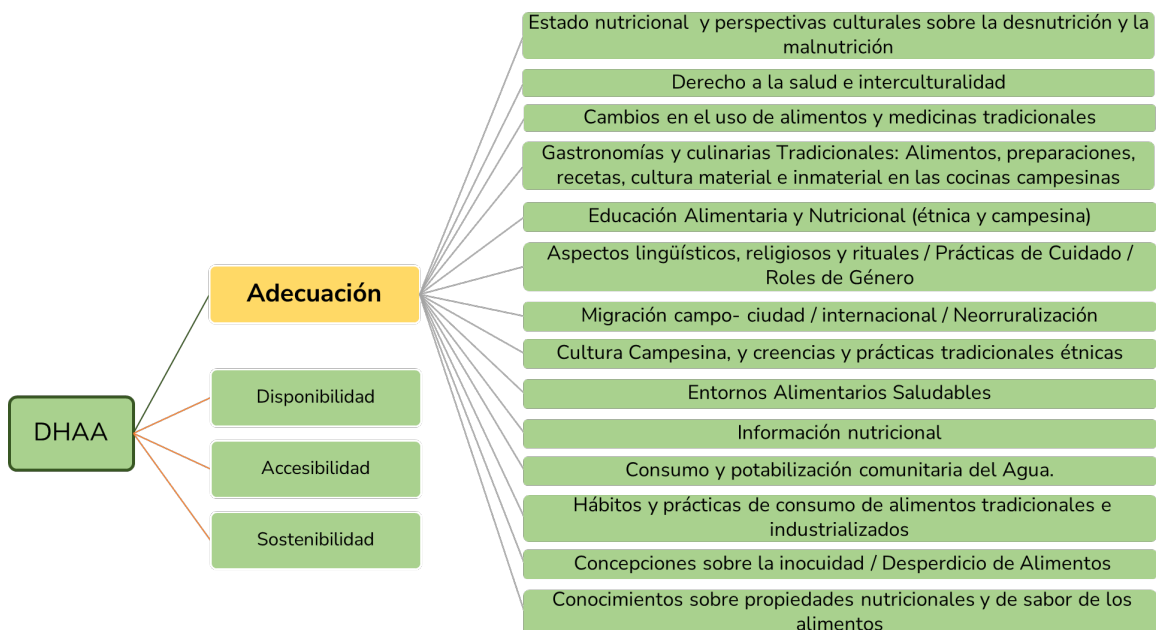 DHAA
Adecuación
Disponibilidad
Accesibilidad
Sostenibilidad
Estado nutricional y perspectivas culturales sobre la desnutrición y la
malnutrición
Derecho a la salud e interculturalidad
Cambios en el uso de alimentos y medicinas tradicionales
Gastronomías y culinarias Tradicionales: Alimentos, preparaciones,
recetas, cultura material e inmaterial en las cocinas campesinas
Educación Alimentaria y Nutricional (étnica y campesina)
Aspectos lingüísticos, religiosos y rituales / Prácticas de Cuidado /
Roles de Género
Migración campo- ciudad / internacional / Neorruralización
Cultura Campesina, y creencias y prácticas tradicionales étnicas
Entornos Alimentarios Saludables
Información nutricional
Consumo y potabilización comunitaria del Agua.
Hábitos y prácticas de consumo de alimentos tradicionales e
industrializados
Concepciones sobre la inocuidad / Desperdicio de Alimentos
Conocimientos sobre propiedades nutricionales y de sabor de los
alimentos